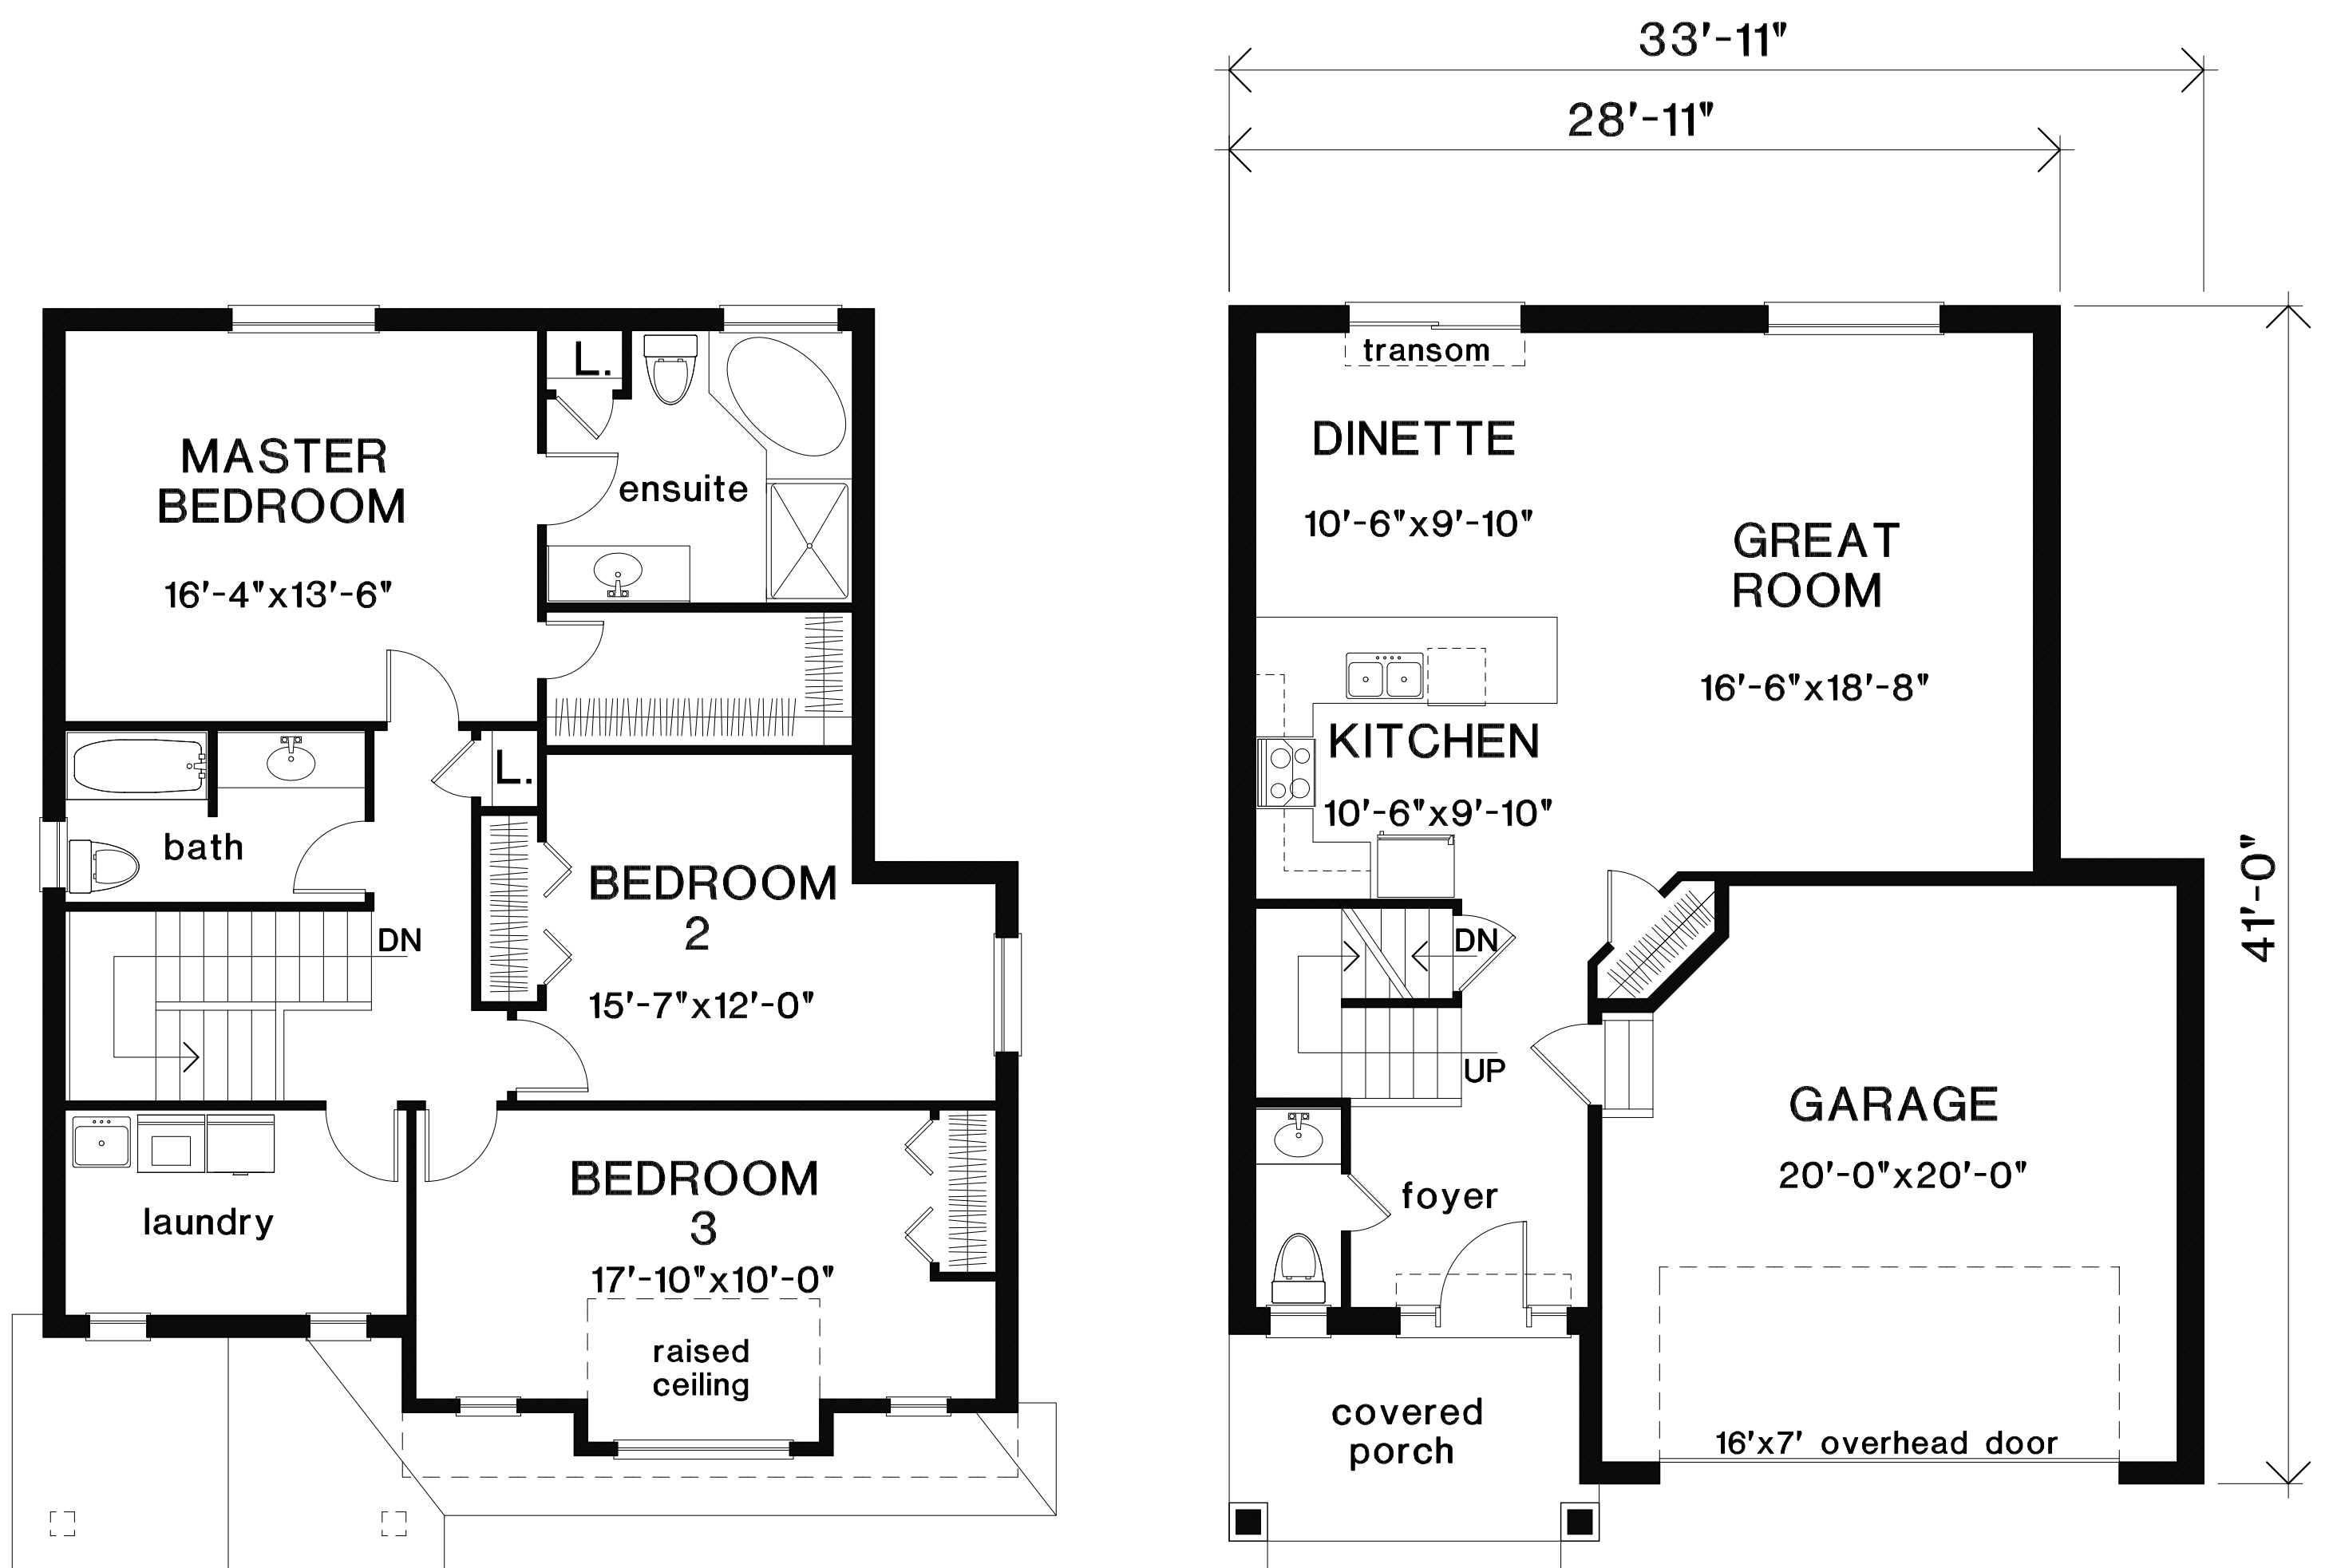 MASTER
BEDROOM
16'-4"x13'-6"
L.
ensuite
bath
L.
DN
BEDROOM
2
15'-7"x12'-0"
laundry
BEDROOM
3
17'-10"x10'-0"
raised
ceiling
33'-11"
28'-11"
41'-0"
transom
DINETTE
10'-6"x9'-10"
GREAT
ROOM
16'-6"x18'-8"
KITCHEN
10'-6"x9'-10"
DN
UP
foyer
GARAGE
20'-0"x20'-0"
covered
porch
16'x7' overhead door